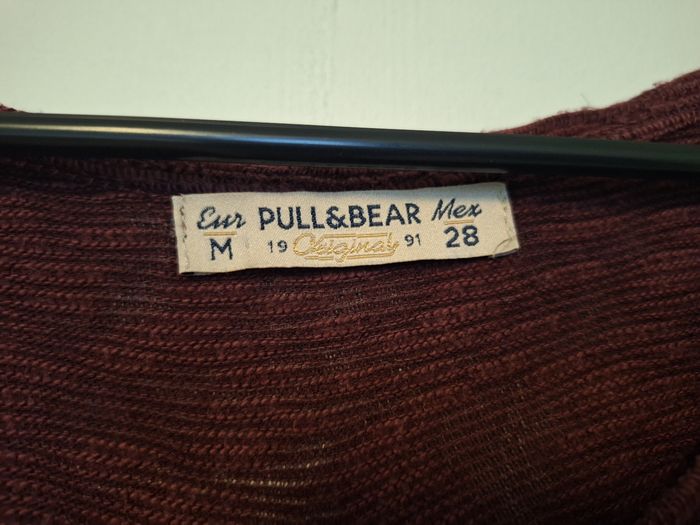 Eur PULL&BEAR Mex
M 19 Original 91 28